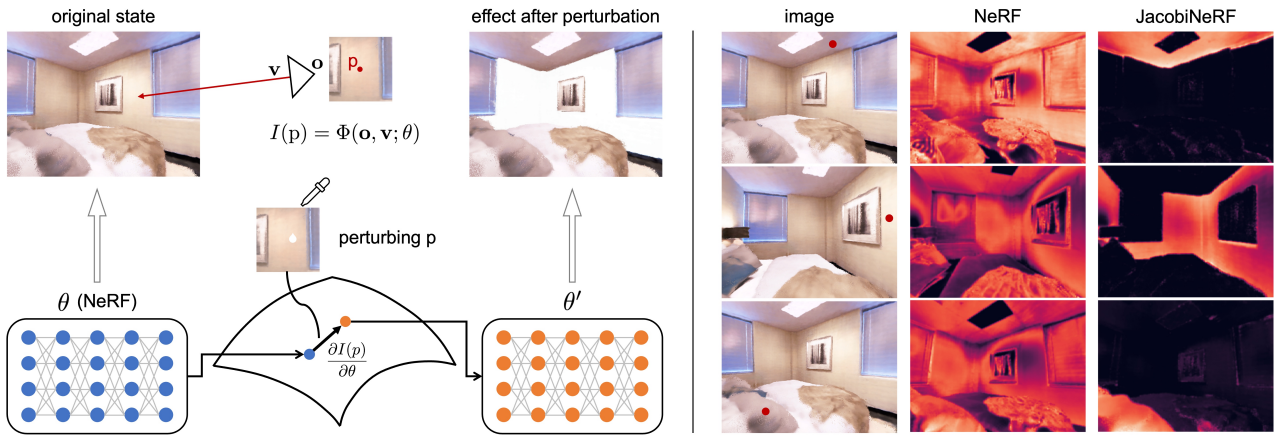 original state
effect after perturbation
image
NeRF
JacobiNeRF
v
o
p
I(p) = Φ(o, v; θ)
perturbing p
θ (NeRF)
θ′
∂I(p)
∂θ